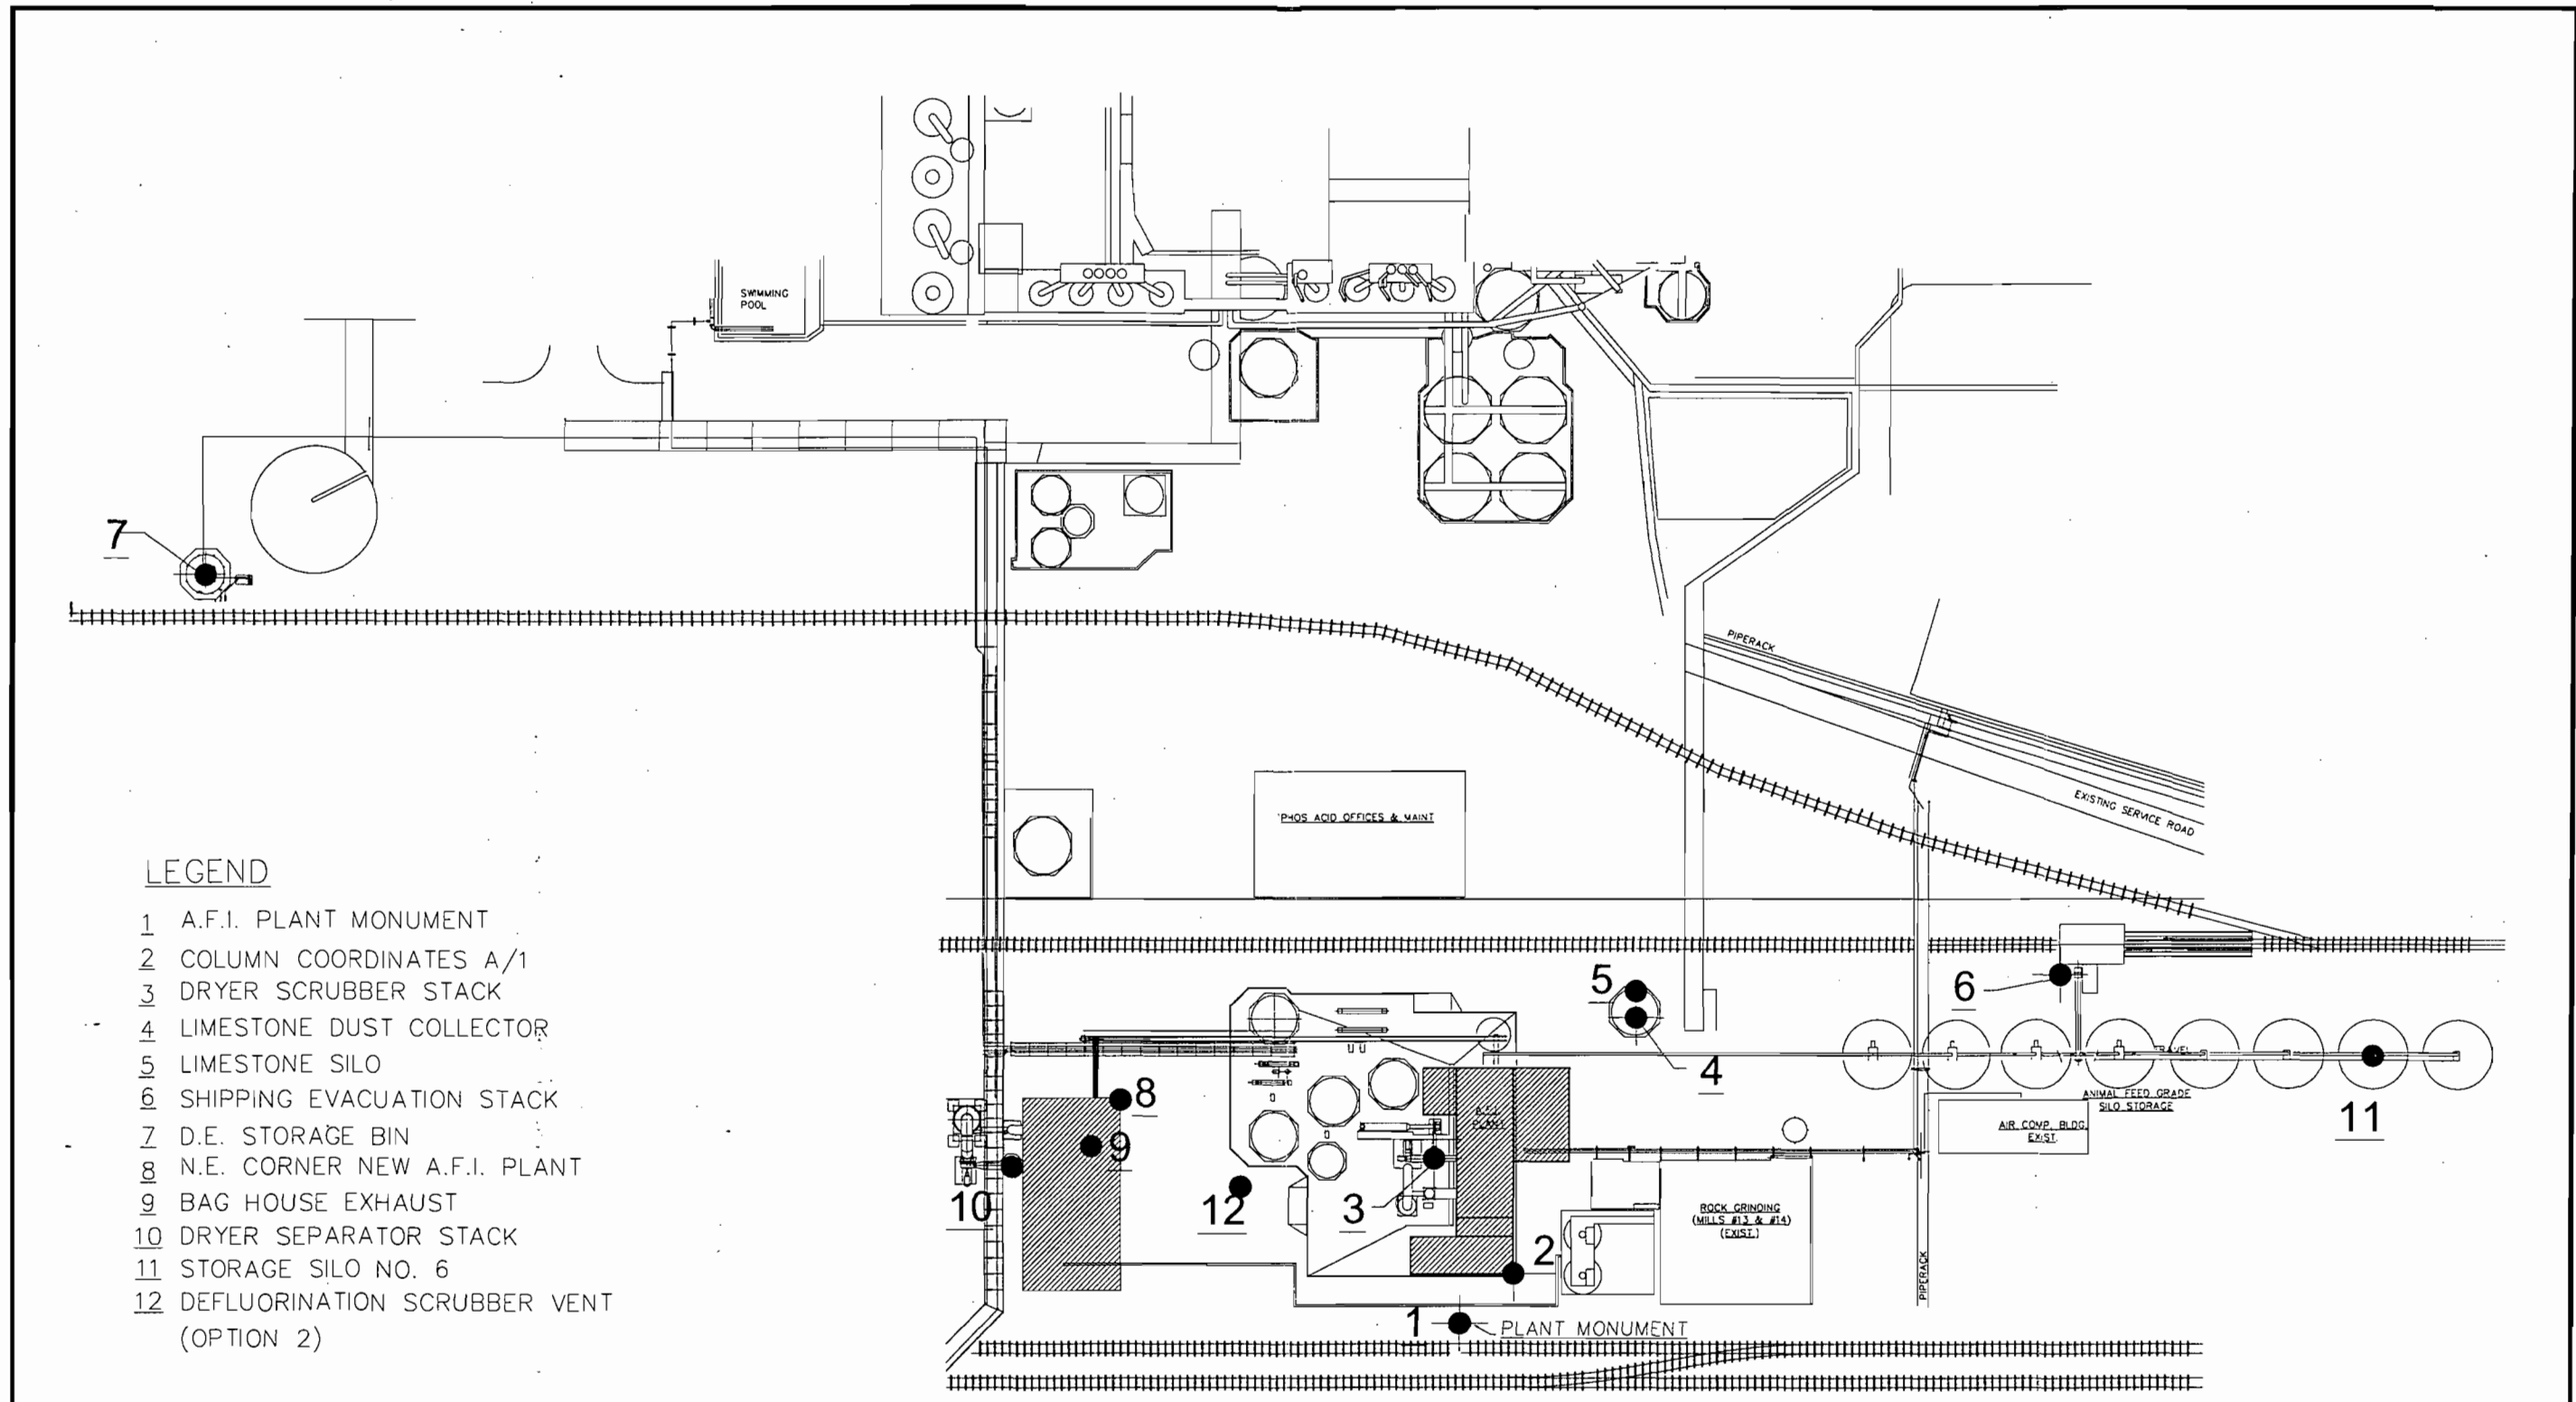 SWIMMING
POOL
7
PIPERACK
EXISTING SERVICE ROAD
PHOS ACID OFFICES & MAINT
LEGEND
1 A.F.I. PLANT MONUMENT
2 COLUMN COORDINATES A/1
3 DRYER SCRUBBER STACK
4 LIMESTONE DUST COLLECTOR
5 LIMESTONE SILO
6 SHIPPING EVACUATION STACK
7 D.E. STORAGE BIN
8 N.E. CORNER NEW A.F.I. PLANT
9 BAG HOUSE EXHAUST
10 DRYER SEPARATOR STACK
11 STORAGE SILO NO. 6
12 DEFLUORINATION SCRUBBER VENT
(OPTION 2)
5
6
4
8
ANIMAL FEED GRADE
SILO STORAGE
11
A.F.I.
PLANT
AIR COMP. BLDG.
EXIST.
9
10
12
3
ROCK GRINDING
(MILLS #13 & #14)
(EXIST.)
2
PIPERACK
1
PLANT MONUMENT